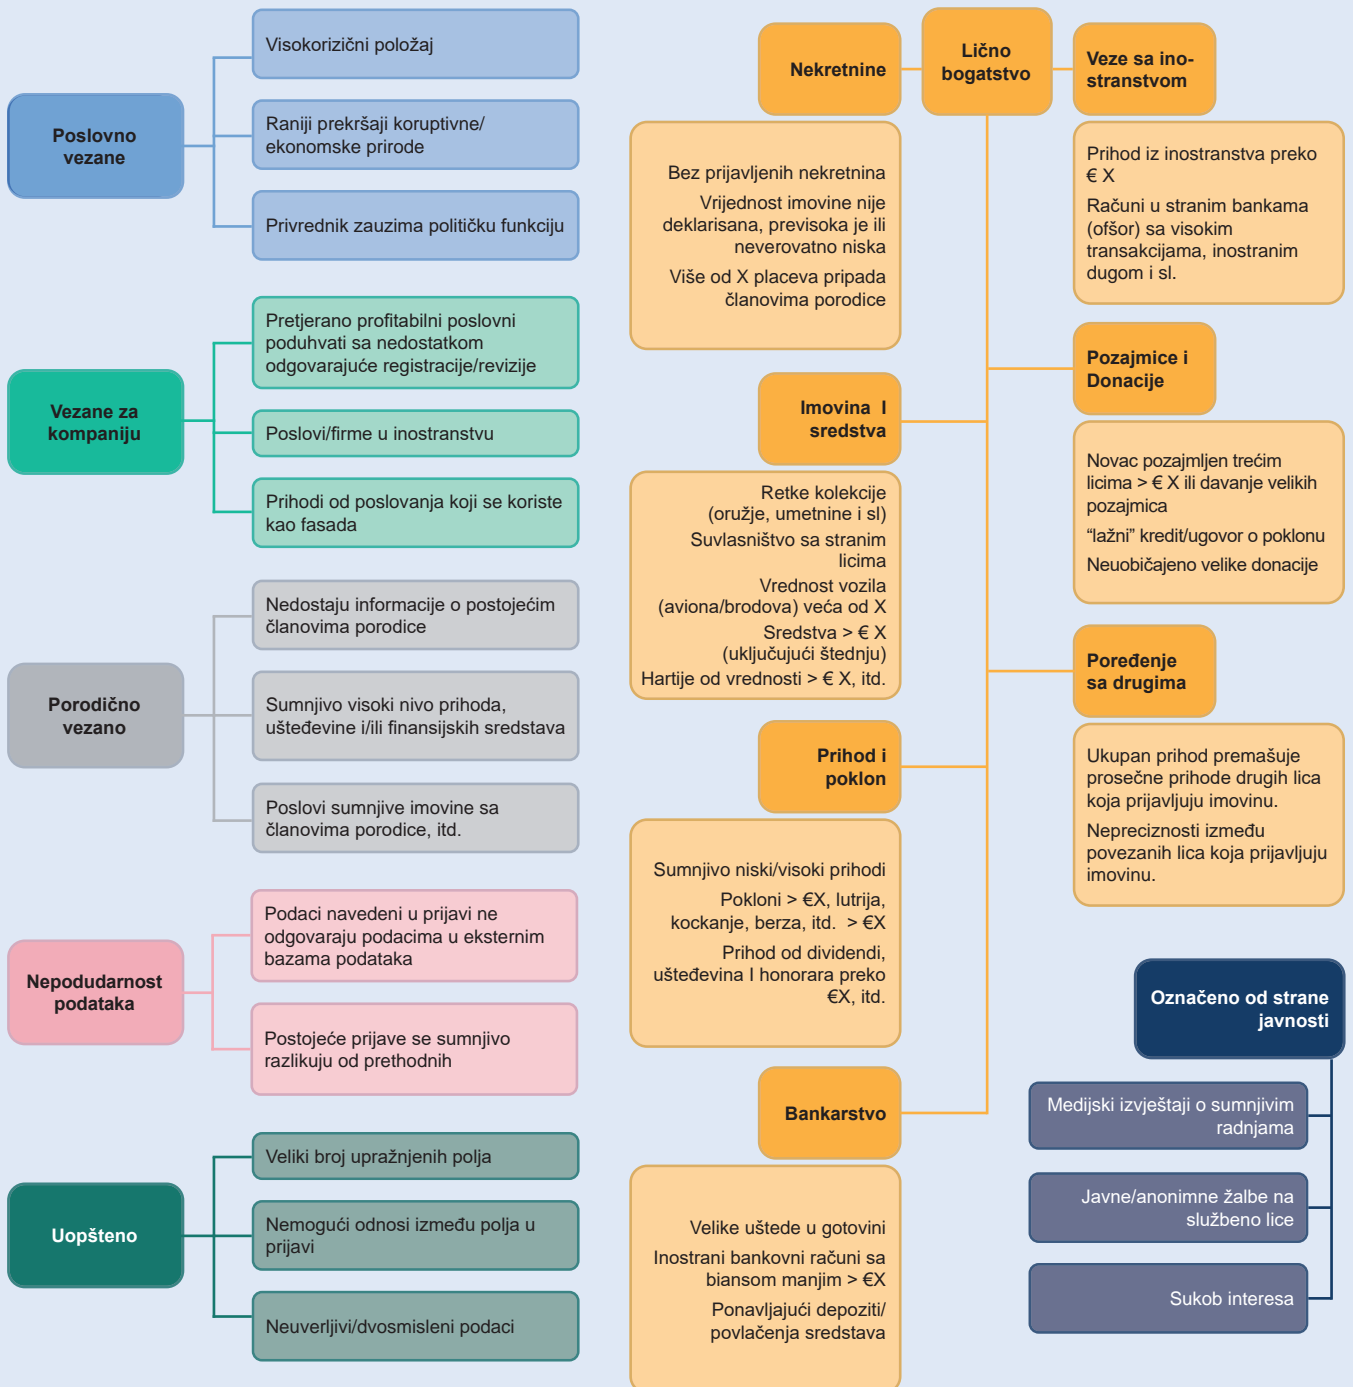 Poslovno
vezane
Visokorizični položaj
Raniji prekršaji koruptivne/
ekonomske prirode
Privrednik zauzima političku funkciju
Vezane za
kompaniju
Pretjerano profitabilni poslovni
poduhvati sa nedostatkom
odgovarajuće registracije/revizije
Poslovi/firme u inostranstvu
Prihodi od poslovanja koji se koriste
kao fasada
Porodično
vezano
Nedostaju informacije o postojećim
članovima porodice
Sumnjivo visoki nivo prihoda,
ušteđevine i/ili finansijskih sredstava
Poslovi sumnjive imovine sa
članovima porodice, itd.
Nepodudarnost
podataka
Podaci navedeni u prijavi ne
odgovaraju podacima u eksternim
bazama podataka
Postojeće prijave se sumnjivo
razlikuju od prethodnih
Uopšteno
Veliki broj upražnjenih polja
Nemogući odnosi između polja u
prijavi
Neuverljivi/dvosmisleni podaci
Lično
bogatstvo
Nekretnine
Bez prijavljenih nekretnina
Vrijednost imovine nije
deklarisana, previsoka je ili
neverovatno niska
Više od X placeva pripada
članovima porodice
Imovina I
sredstva
Retke kolekcije
(oružje, umetnine i sl)
Suvlasništvo sa stranim
licima
Vrednost vozila
(aviona/brodova) veća od X
Sredstva > € X
(uključujući štednju)
Hartije od vrednosti > € X, itd.
Prihod i
poklon
Sumnjivo niski/visoki prihodi
Pokloni > €X, lutrija,
kockanje, berza, itd. > €X
Prihod od dividendi,
ušteđevina I honorara preko
€X, itd.
Bankarstvo
Velike uštede u gotovini
Inostrani bankovni računi sa
biansom manjim > €X
Ponavljajući depoziti/
povlačenja sredstava
Veze sa ino-
stranstvom
Prihod iz inostranstva preko
€ X
Računi u stranim bankama
(ofšor) sa visokim
transakcijama, inostranim
dugom i sl.
Pozajmice i
Donacije
Novac pozajmljen trećim
licima > € X ili davanje velikih
pozajmica
“lažni” kredit/ugovor o poklonu
Neuobičajeno velike donacije
Poređenje
sa drugima
Ukupan prihod premašuje
prosečne prihode drugih lica
koja prijavljuju imovinu.
Nepreciznosti između
povezanih lica koja prijavljuju
imovinu.
Označeno od strane
javnosti
Medijski izvještaji o sumnjivim
radnjama
Javne/anonimne žalbe na
službeno lice
Sukob interesa